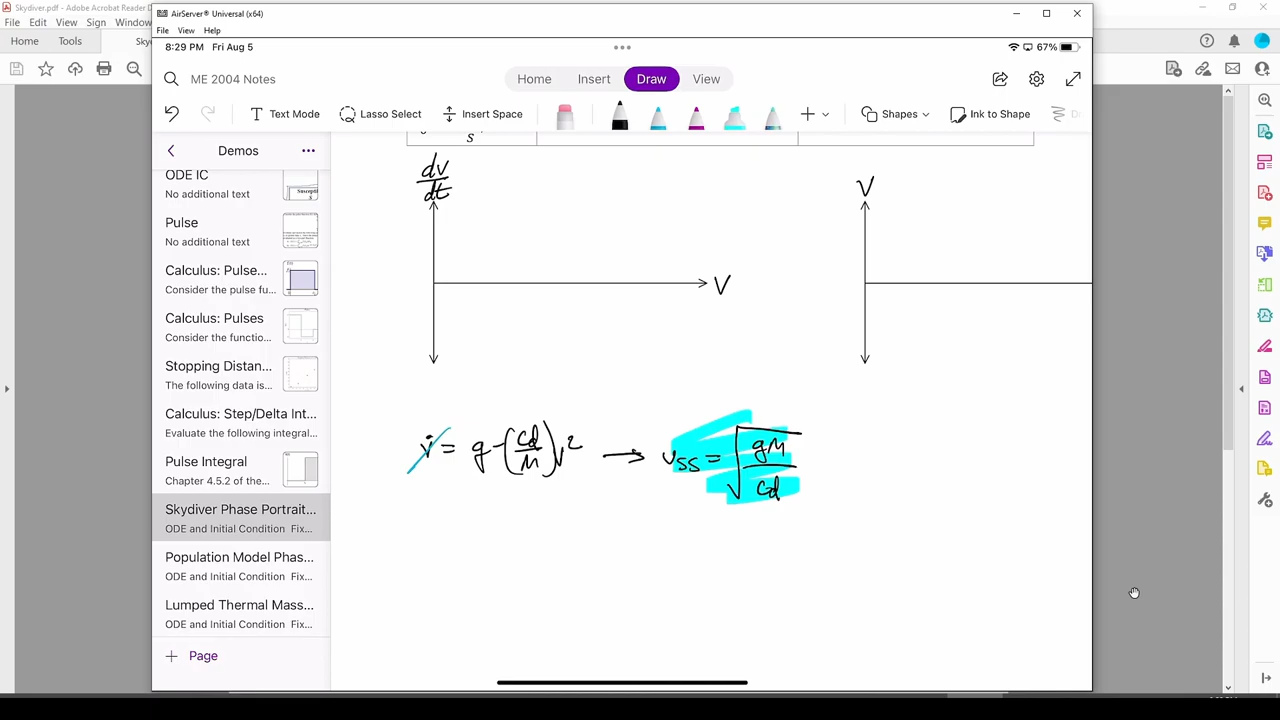 Skydiver.pdf - Adobe Acrobat Reader D
File Edit View Sign Window
Home Tools Sky
AirServer® Universal (x64)
File View Help
8:29 PM Fri Aug 5
67%
ME 2004 Notes
Home Insert Draw View
Text Mode Lasso Select Insert Space Shapes Ink to Shape
Demos
ODE IC
No additional text
Pulse
No additional text
Calculus: Pulse...
Consider the pulse fu...
Calculus: Pulses
Consider the functio...
Stopping Distan...
The following data is...
Calculus: Step/Delta Int...
Evaluate the following integral...
Pulse Integral
Chapter 4.5.2 of the...
Skydiver Phase Portrait...
ODE and Initial Condition Fix...
Population Model Phas...
ODE and Initial Condition Fix...
Lumped Thermal Mass...
ODE and Initial Condition Fix...
Page
s
dv/dt
V
V
v̇ = g - (Cd/M)v² → vss = √(gM/Cd)